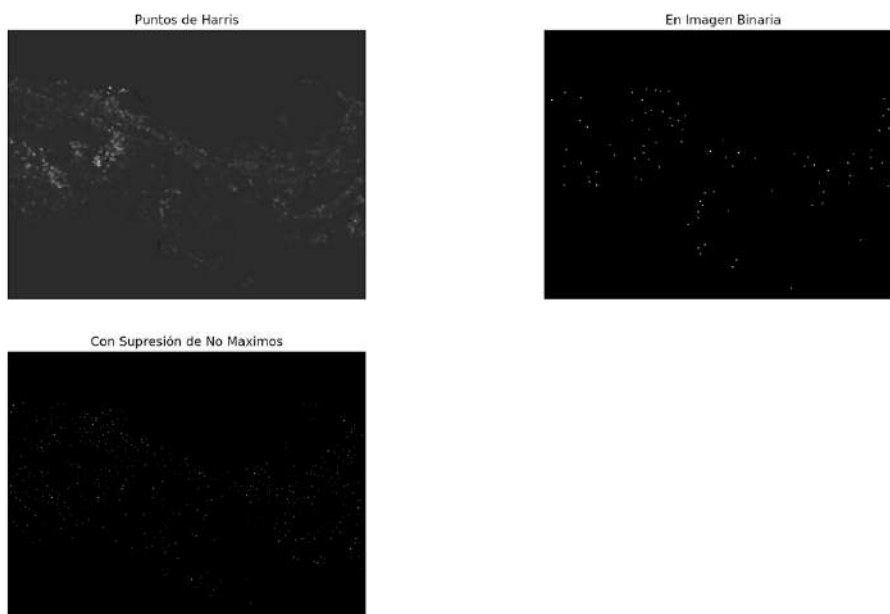 Puntos de Harris
En Imagen Binaria
Con Supresión de No Maximos